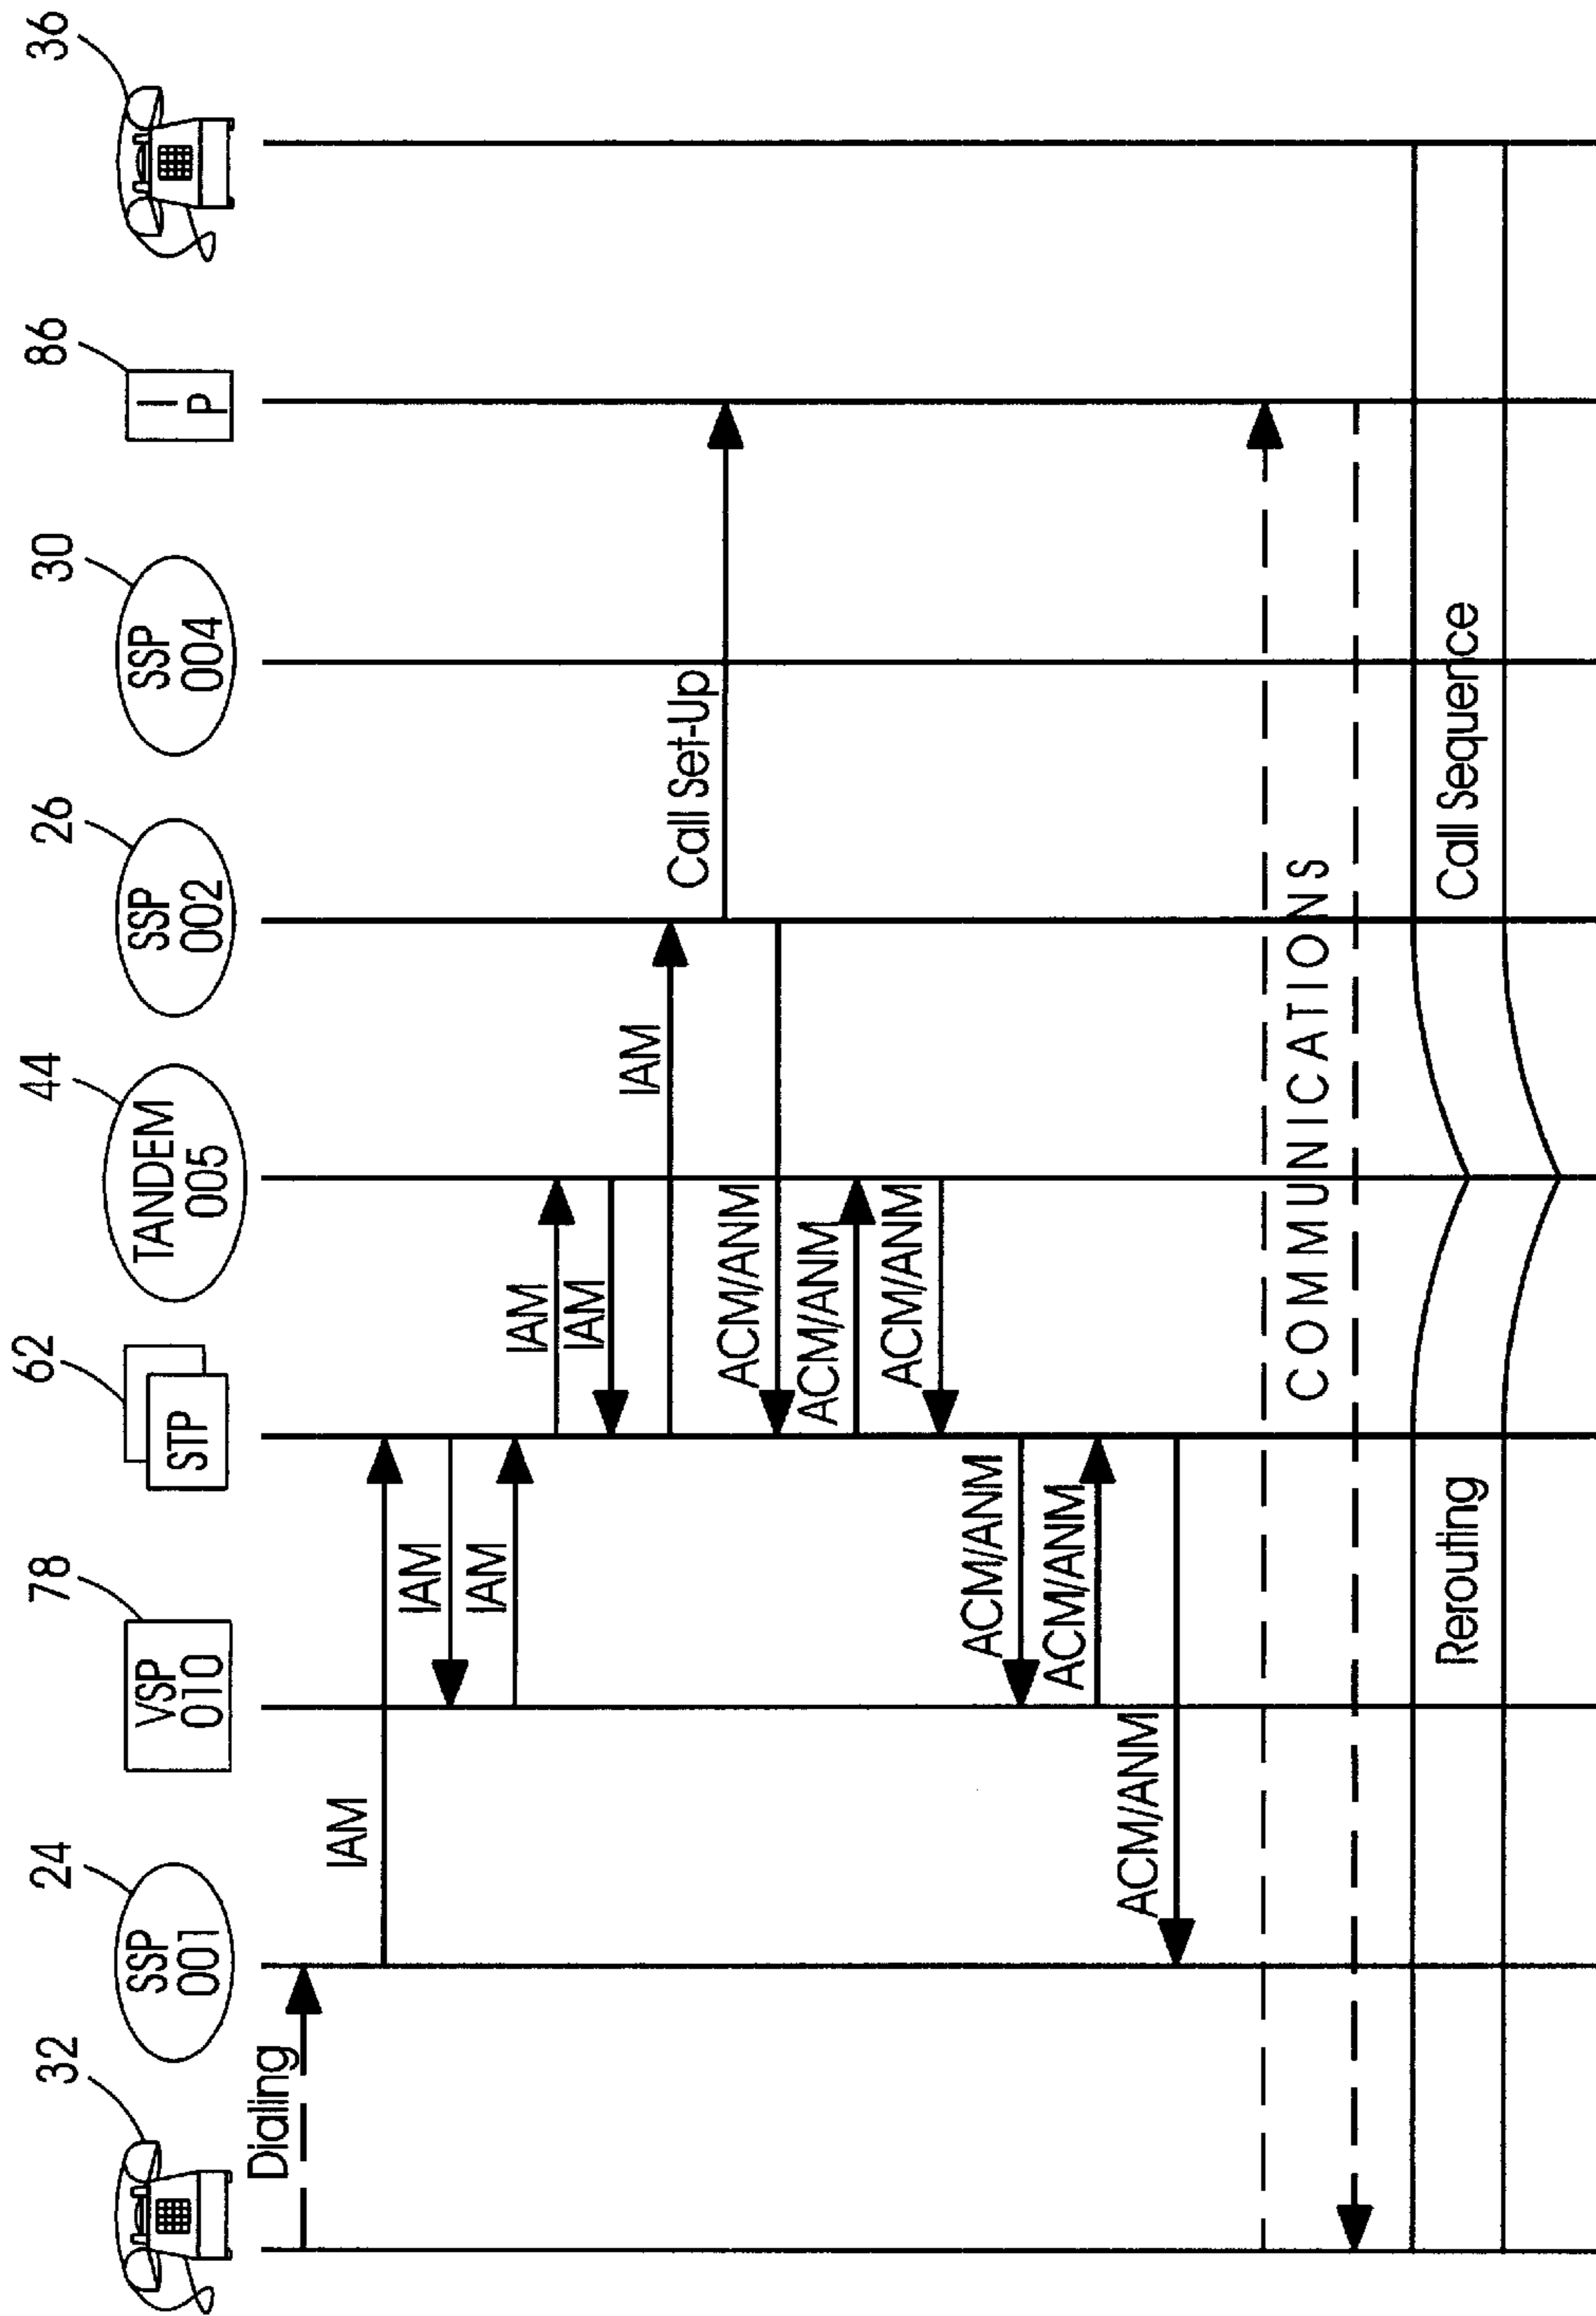 32
24
78
62
44
26
30
86
36
SSP
001
VSP
010
STP
TANDEM
005
SSP
002
SSP
004
I
P
Dialing
IAM
IAM
IAM
IAM
IAM
IAM
Call Set-Up
ACM/ANM
ACM/ANM
ACM/ANM
ACM/ANM
ACM/ANM
ACM/ANM
COMMUNICATIONS
Rerouting Call Sequence